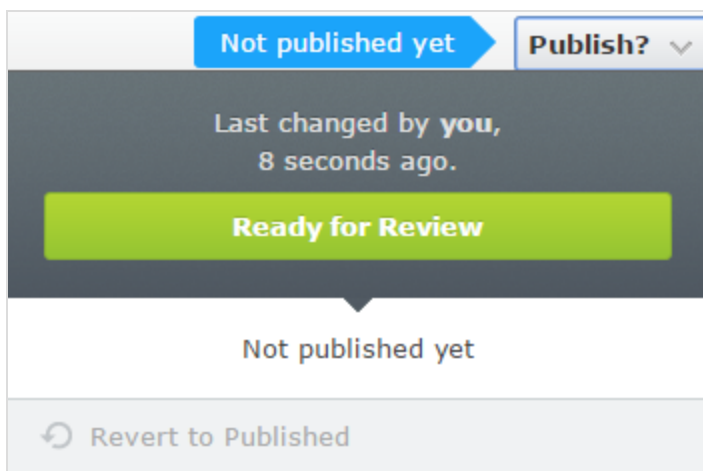 Not published yet
Publish?
Last changed by you,
8 seconds ago.
Ready for Review
Not published yet
Revert to Published